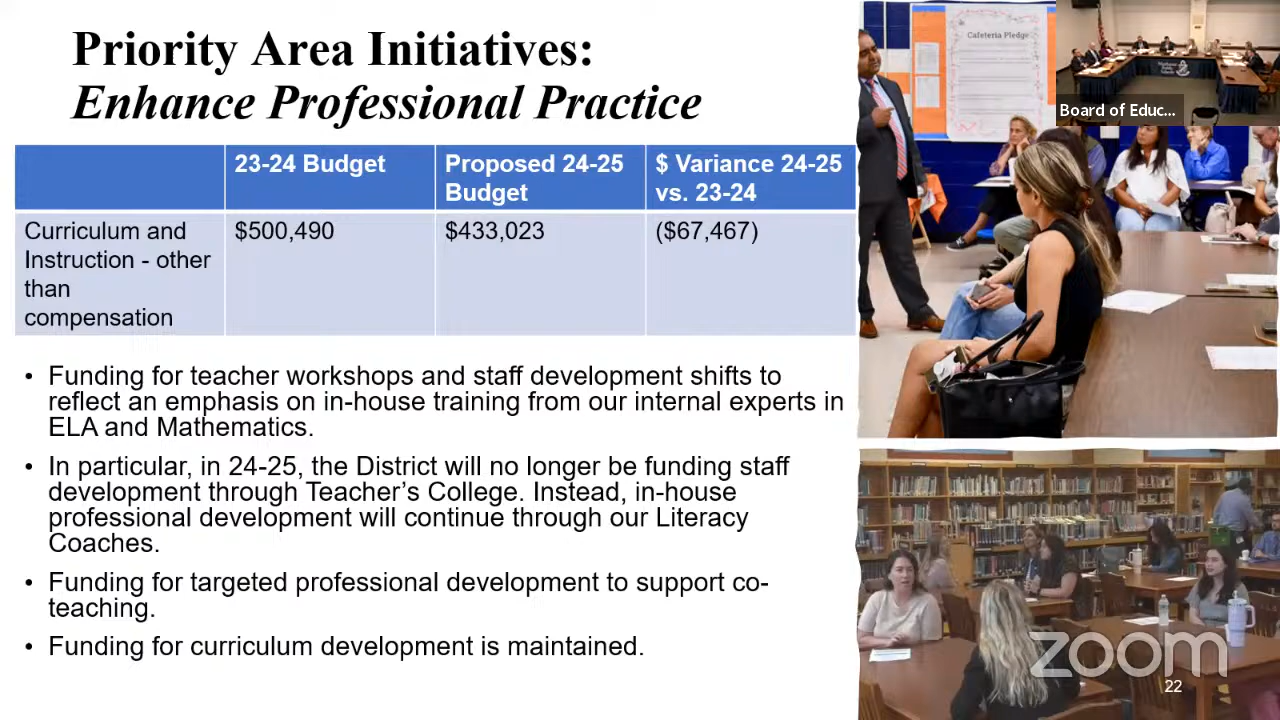 Priority Area Initiatives:
Enhance Professional Practice
23-24 Budget
Proposed 24-25
Budget
$ Variance 24-25
vs. 23-24
Curriculum and
Instruction - other
than
compensation
$500,490
$433,023
($67,467)
• Funding for teacher workshops and staff development shifts to
reflect an emphasis on in-house training from our internal experts in
ELA and Mathematics.
• In particular, in 24-25, the District will no longer be funding staff
development through Teacher’s College. Instead, in-house
professional development will continue through our Literacy
Coaches.
• Funding for targeted professional development to support co-
teaching.
• Funding for curriculum development is maintained.
Cafeteria Pledge
Board of Educ...
zoom
22